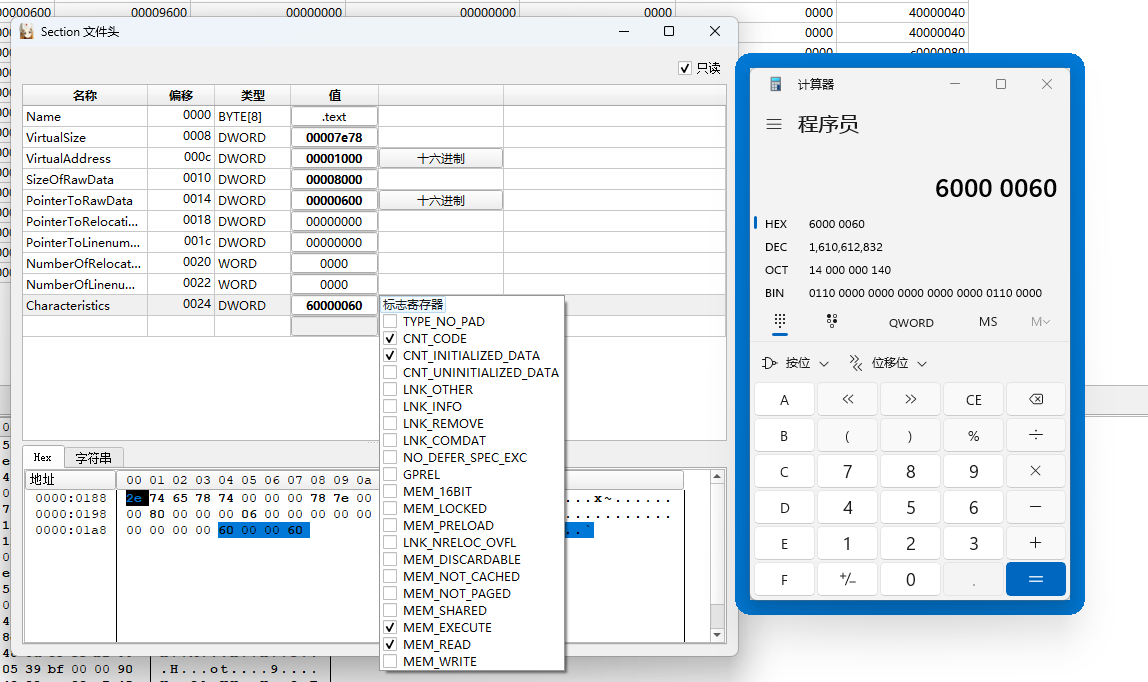 00000600 00009600 00000000 00000000 0000 0000 40000040
0000 40000040
0000 c0000080
Section 文件头
只读
名称 偏移 类型 值
Name 0000 BYTE[8] .text
VirtualSize 0008 DWORD 00007e78
VirtualAddress 000c DWORD 00001000 十六进制
SizeOfRawData 0010 DWORD 00008000
PointerToRawData 0014 DWORD 00000600 十六进制
PointerToRelocati... 0018 DWORD 00000000
PointerToLinenum... 001c DWORD 00000000
NumberOfRelocat... 0020 WORD 0000
NumberOfLinenu... 0022 WORD 0000
Characteristics 0024 DWORD 60000060
标志寄存器
TYPE_NO_PAD
CNT_CODE
CNT_INITIALIZED_DATA
CNT_UNINITIALIZED_DATA
LNK_OTHER
LNK_INFO
LNK_REMOVE
LNK_COMDAT
NO_DEFER_SPEC_EXC
GPREL
MEM_16BIT
MEM_LOCKED
MEM_PRELOAD
LNK_NRELOC_OVFL
MEM_DISCARDABLE
MEM_NOT_CACHED
MEM_NOT_PAGED
MEM_SHARED
MEM_EXECUTE
MEM_READ
MEM_WRITE
Hex 字符串
地址 00 01 02 03 04 05 06 07 08 09 0a
0000:0188 2e 74 65 78 74 00 00 00 78 7e 00 ...x~......
0000:0198 00 80 00 00 00 06 00 00 00 00 00
0000:01a8 00 00 00 00 60 00 00 60 ..`
05 39 bf 00 00 90 .H...ot....9....
计算器
程序员
6000 0060
HEX 6000 0060
DEC 1,610,612,832
OCT 14 000 000 140
BIN 0110 0000 0000 0000 0000 0000 0110 0000
QWORD MS M
按位 位移位
A << >> CE ⌫
B ( ) % ÷
C 7 8 9 ×
D 4 5 6 −
E 1 2 3 +
F +/− 0 . =